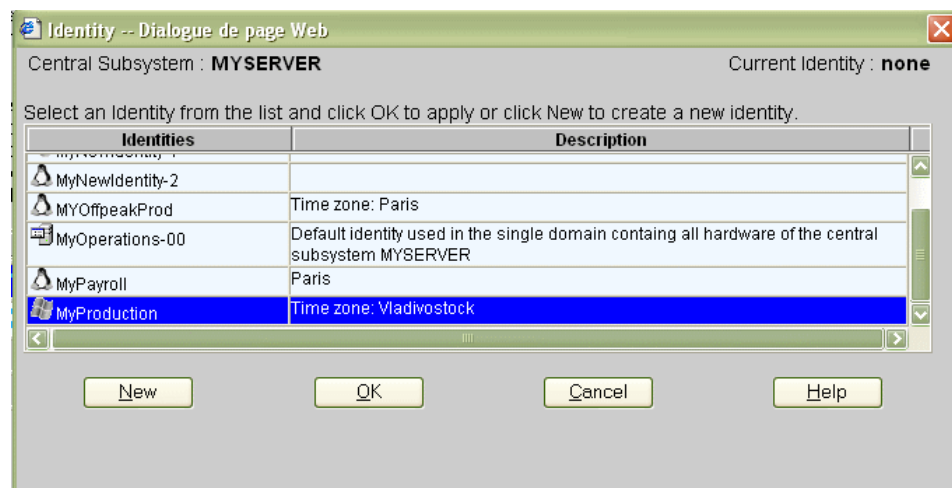 Identity -- Dialogue de page Web
Central Subsystem : MYSERVER
Current Identity : none
Select an Identity from the list and click OK to apply or click New to create a new identity.
Identities
Description
MyNewIdentity-2
MYOffpeakProd
Time zone: Paris
MyOperations-00
Default identity used in the single domain containg all hardware of the central
subsystem MYSERVER
MyPayroll
Paris
MyProduction
Time zone: Vladivostock
New
OK
Cancel
Help